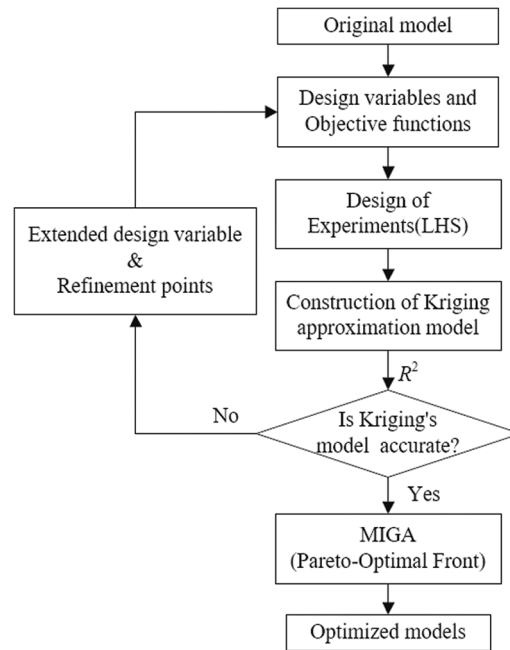 Original model
Design variables and
Objective functions
Design of
Experiments(LHS)
Extended design variable
&
Refinement points
Construction of Kriging
approximation model
R²
No
Is Kriging's
model accurate?
Yes
MIGA
(Pareto-Optimal Front)
Optimized models